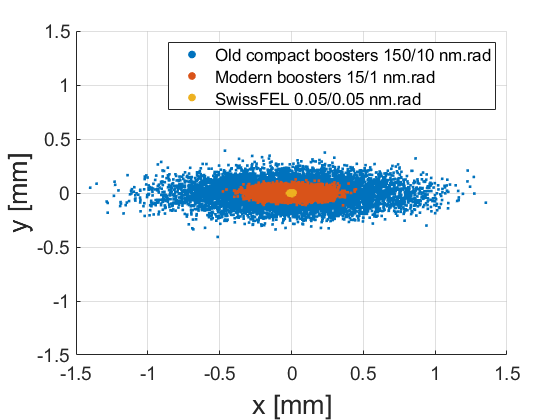 Old compact boosters 150/10 nm.rad
Modern boosters 15/1 nm.rad
SwissFEL 0.05/0.05 nm.rad
1.5
1
0.5
0
-0.5
-1
-1.5
y [mm]
-1.5 -1 -0.5 0 0.5 1 1.5
x [mm]